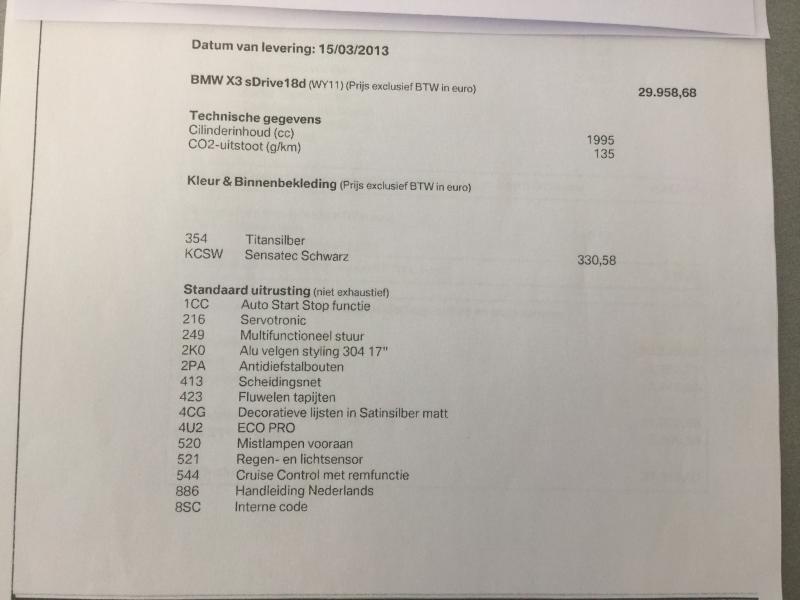 Datum van levering: 15/03/2013
BMW X3 sDrive18d (WY11) (Prijs exclusief BTW in euro) 29.958,68
Technische gegevens
Cilinderinhoud (cc) 1995
CO2-uitstoot (g/km) 135
Kleur & Binnenbekleding (Prijs exclusief BTW in euro)
354 Titansilber
KCSW Sensatec Schwarz 330,58
Standaard uitrusting (niet exhaustief)
1CC Auto Start Stop functie
216 Servotronic
249 Multifunctioneel stuur
2K0 Alu velgen styling 304 17"
2PA Antidiefstalbouten
413 Scheidingsnet
423 Fluwelen tapijten
4CG Decoratieve lijsten in Satinsilber matt
4U2 ECO PRO
520 Mistlampen vooraan
521 Regen- en lichtsensor
544 Cruise Control met remfunctie
886 Handleiding Nederlands
8SC Interne code